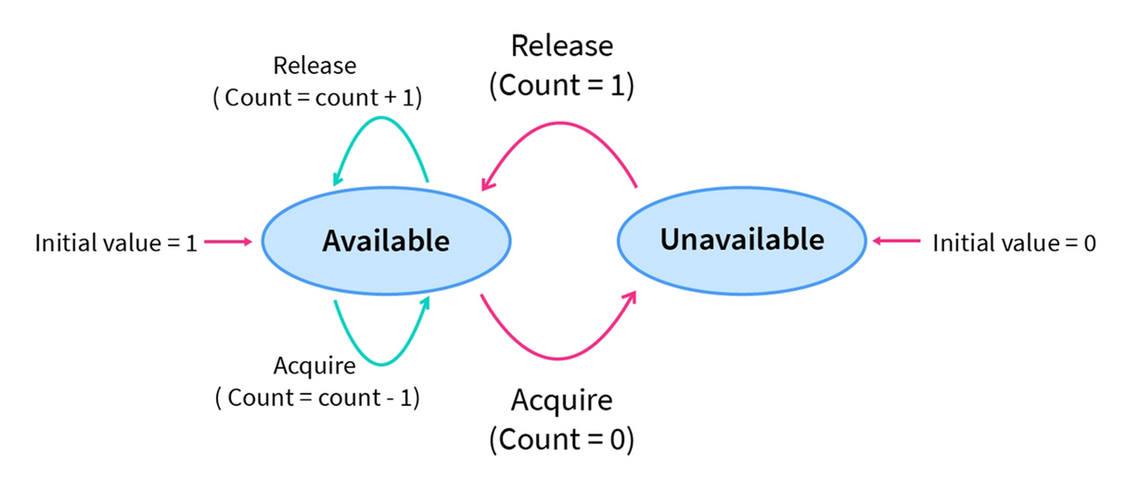 Release
(Count = 1)
Release
( Count = count + 1)
Initial value = 1
Available
Unavailable
Initial value = 0
Acquire
( Count = count - 1)
Acquire
(Count = 0)